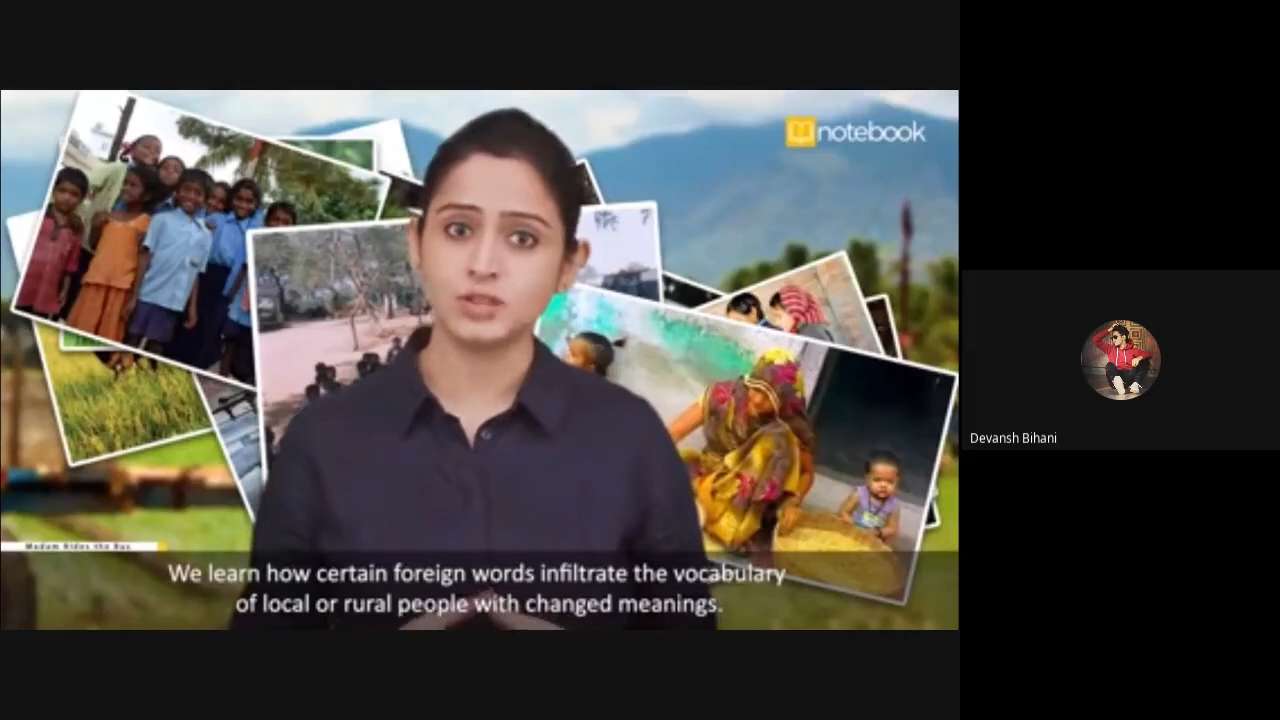 notebook
Madam Rides the Bus
We learn how certain foreign words infiltrate the vocabulary
of local or rural people with changed meanings.
Devansh Bihani